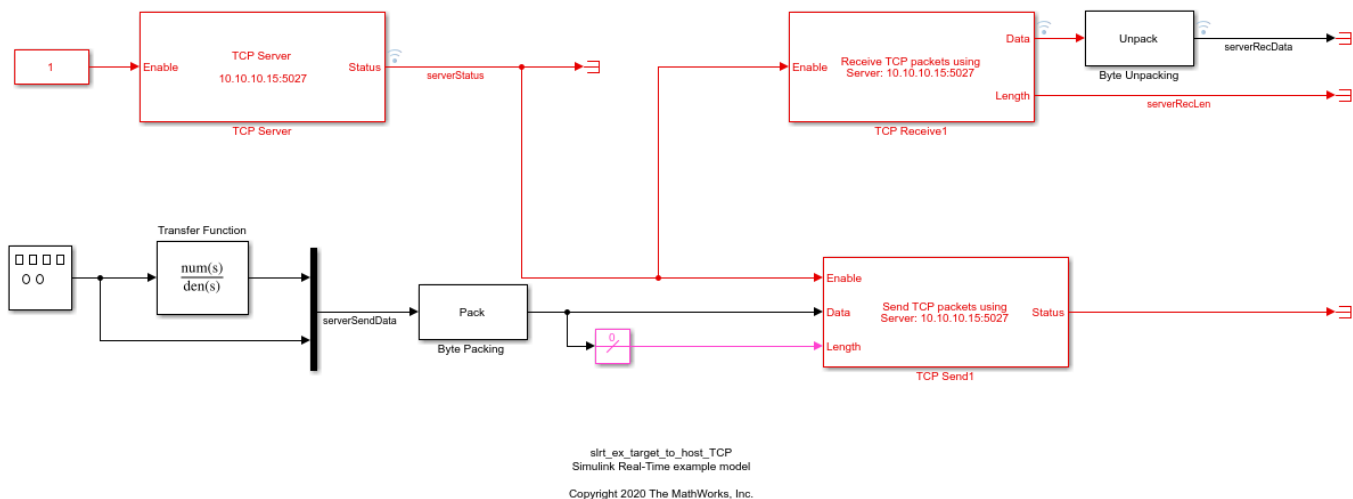 1
Enable
TCP Server
10.10.10.15:5027
Status
TCP Server
serverStatus
Enable
Receive TCP packets using
Server: 10.10.10.15:5027
Data
Length
TCP Receive1
Unpack
Byte Unpacking
serverRecData
serverRecLen
Transfer Function
num(s)
den(s)
serverSendData
Pack
Byte Packing
0
Enable
Data
Length
Send TCP packets using
Server: 10.10.10.15:5027
Status
TCP Send1
slrt_ex_target_to_host_TCP
Simulink Real-Time example model
Copyright 2020 The MathWorks, Inc.